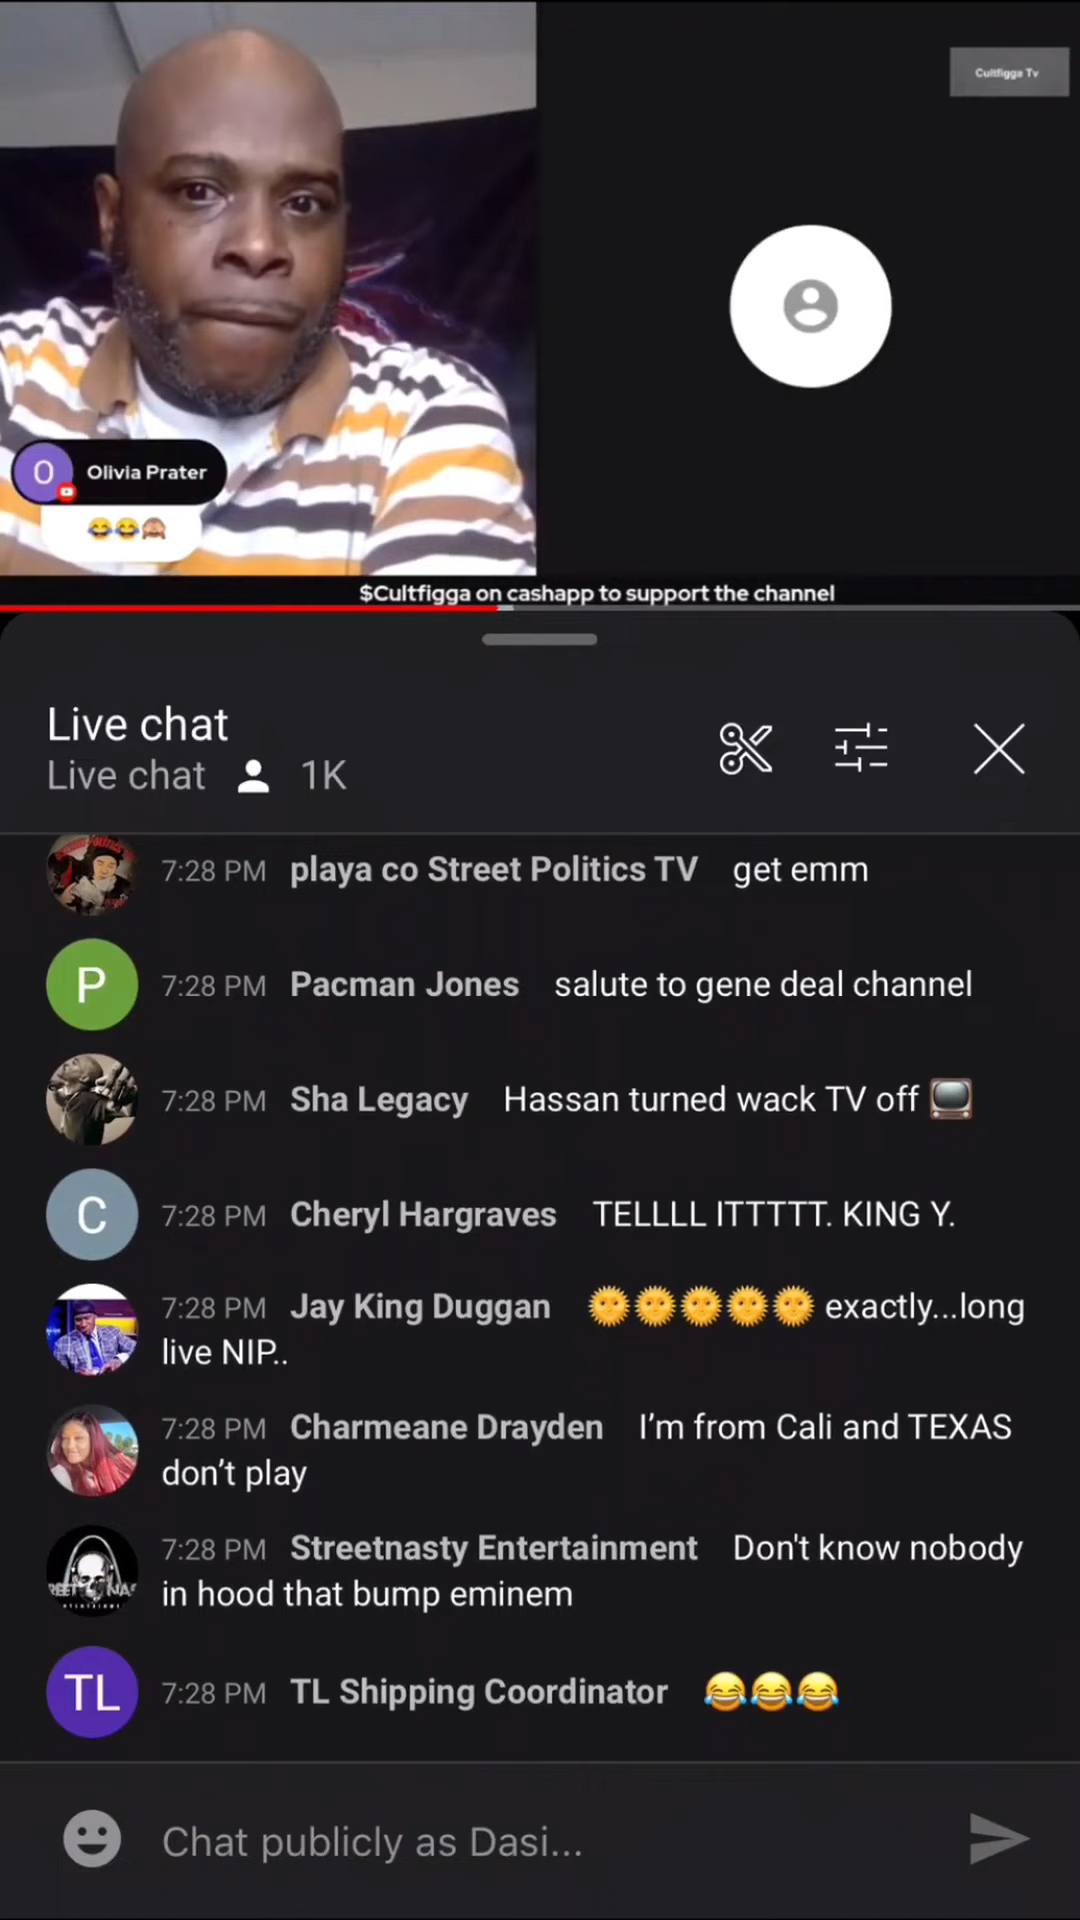 Cultfigga Tv
O
Olivia Prater
😂😂🙈
$Cultfigga on cashapp to support the channel
Live chat
Live chat 1K
7:28 PM playa co Street Politics TV get emm
P
7:28 PM Pacman Jones salute to gene deal channel
7:28 PM Sha Legacy Hassan turned wack TV off 📺
C
7:28 PM Cheryl Hargraves TELLLL ITTTTT. KING Y.
7:28 PM Jay King Duggan 🌞🌞🌞🌞🌞 exactly...long
live NIP..
7:28 PM Charmeane Drayden I’m from Cali and TEXAS
don’t play
7:28 PM Streetnasty Entertainment Don't know nobody
in hood that bump eminem
TL
7:28 PM TL Shipping Coordinator 😂😂😂
Chat publicly as Dasi...